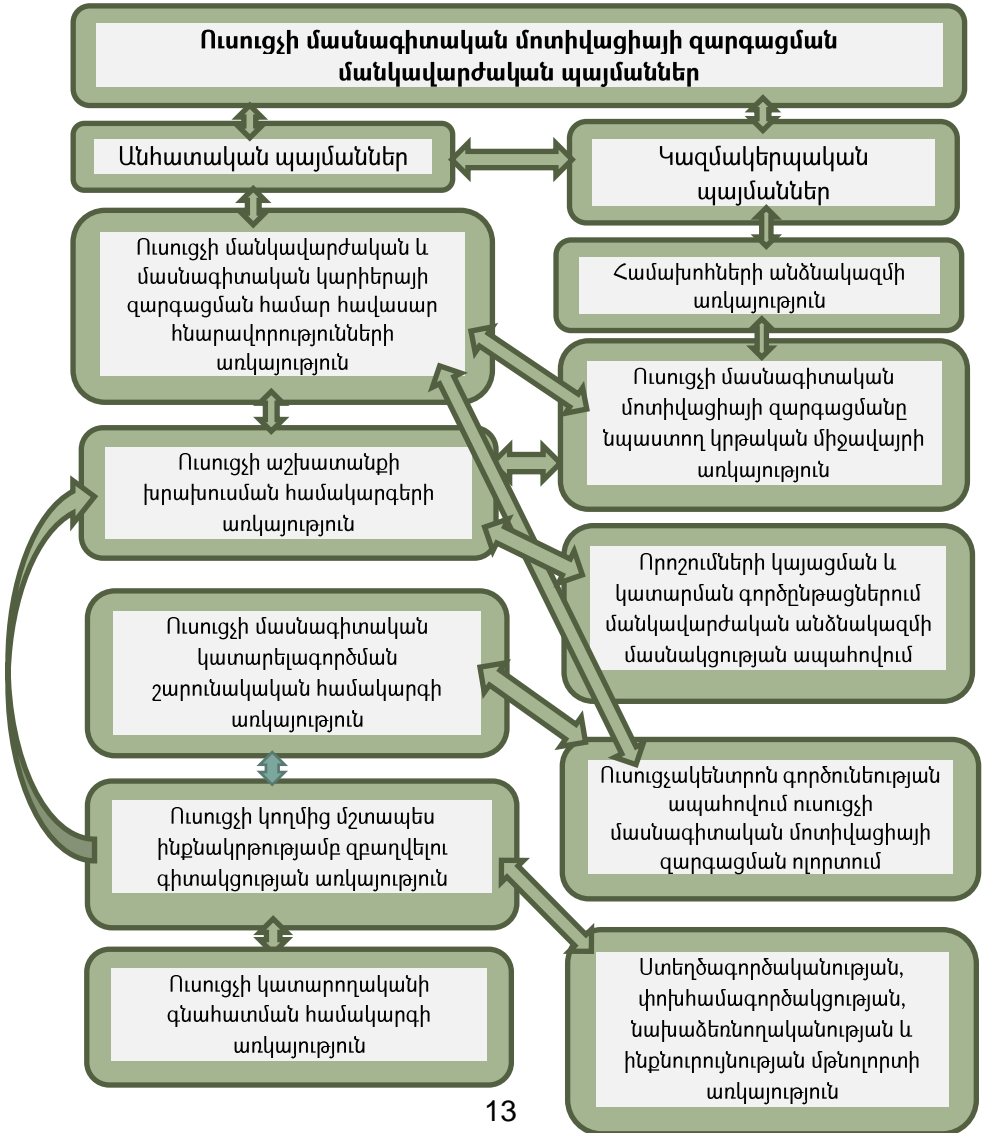 Ուսուցչի մասնագիտական մոտիվացիայի զարգացման
մանկավարժական պայմաններ
Անհատական պայմաններ
Կազմակերպական
պայմաններ
Ուսուցչի մանկավարժական և
մասնագիտական կարիերայի
զարգացման համար հավասար
հնարավորությունների
առկայություն
Համախոհների անձնակազմի
առկայություն
Ուսուցչի մասնագիտական
մոտիվացիայի զարգացմանը
նպաստող կրթական միջավայրի
առկայություն
Ուսուցչի աշխատանքի
խրախուսման համակարգերի
առկայություն
Որոշումների կայացման և
կատարման գործընթացներում
մանկավարժական անձնակազմի
մասնակցության ապահովում
Ուսուցչի մասնագիտական
կատարելագործման
շարունակական համակարգի
առկայություն
Ուսուցչակենտրոն գործունեության
ապահովում ուսուցչի
մասնագիտական մոտիվացիայի
զարգացման ոլորտում
Ուսուցչի կողմից մշտապես
ինքնակրթությամբ զբաղվելու
գիտակցության առկայություն
Ուսուցչի կատարողականի
գնահատման համակարգի
առկայություն
Ստեղծագործականության,
փոխհամագործակցության,
նախաձեռնողականության և
ինքնուրույնության մթնոլորտի
առկայություն
13